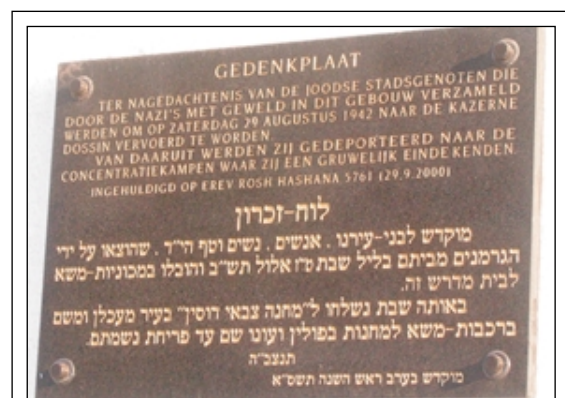 GEDENKPLAAT
TER NAGEDACHTENIS VAN DE JOODSE STADSGENOTEN DIE
DOOR DE NAZI'S MET GEWELD IN DIT GEBOUW VERZAMELD
WERDEN OM OP ZATERDAG 29 AUGUSTUS 1942 NAAR DE KAZERNE
DOSSIN VERVOERD TE WORDEN
VAN DAARUIT WERDEN ZIJ GEDEPORTEERD NAAR DE
CONCENTRATIEKAMPEN WAAR ZIJ EEN GRUWELIJK EINDE KENDEN.
INGEHULDIGD OP EREV ROSH HASHANA 5761 (29.9.2000)
לוח-זכרון
מוקדש לבני-עירנו . אנשים . נשים וטף הי"ד . שהוצאו על ידי
הגרמנים מביתם בליל שבת ט"ז אלול תש"ב והובלו במכוניות-משא
לבית מדרש זה.
באותה שבת נשלחו ל"מחנה צבאי דוסין" בעיר מעכלן ומשם
ברכבות-משא למחנות בפולין ועונו שם עד פריחת נשמתם.
תנצב"ה
מוקדש בערב ראש השנה תשס"א